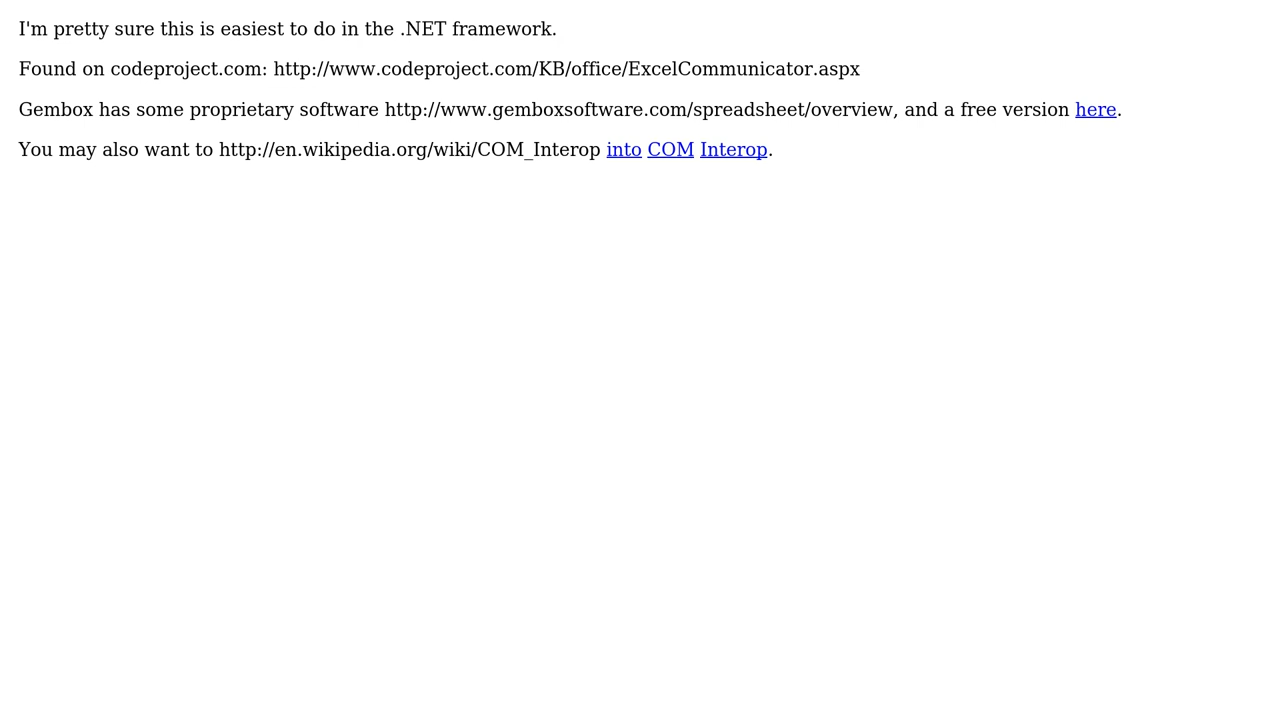 I'm pretty sure this is easiest to do in the .NET framework.
Found on codeproject.com: http://www.codeproject.com/KB/office/ExcelCommunicator.aspx
Gembox has some proprietary software http://www.gemboxsoftware.com/spreadsheet/overview, and a free version here.
You may also want to http://en.wikipedia.org/wiki/COM_Interop into COM Interop.